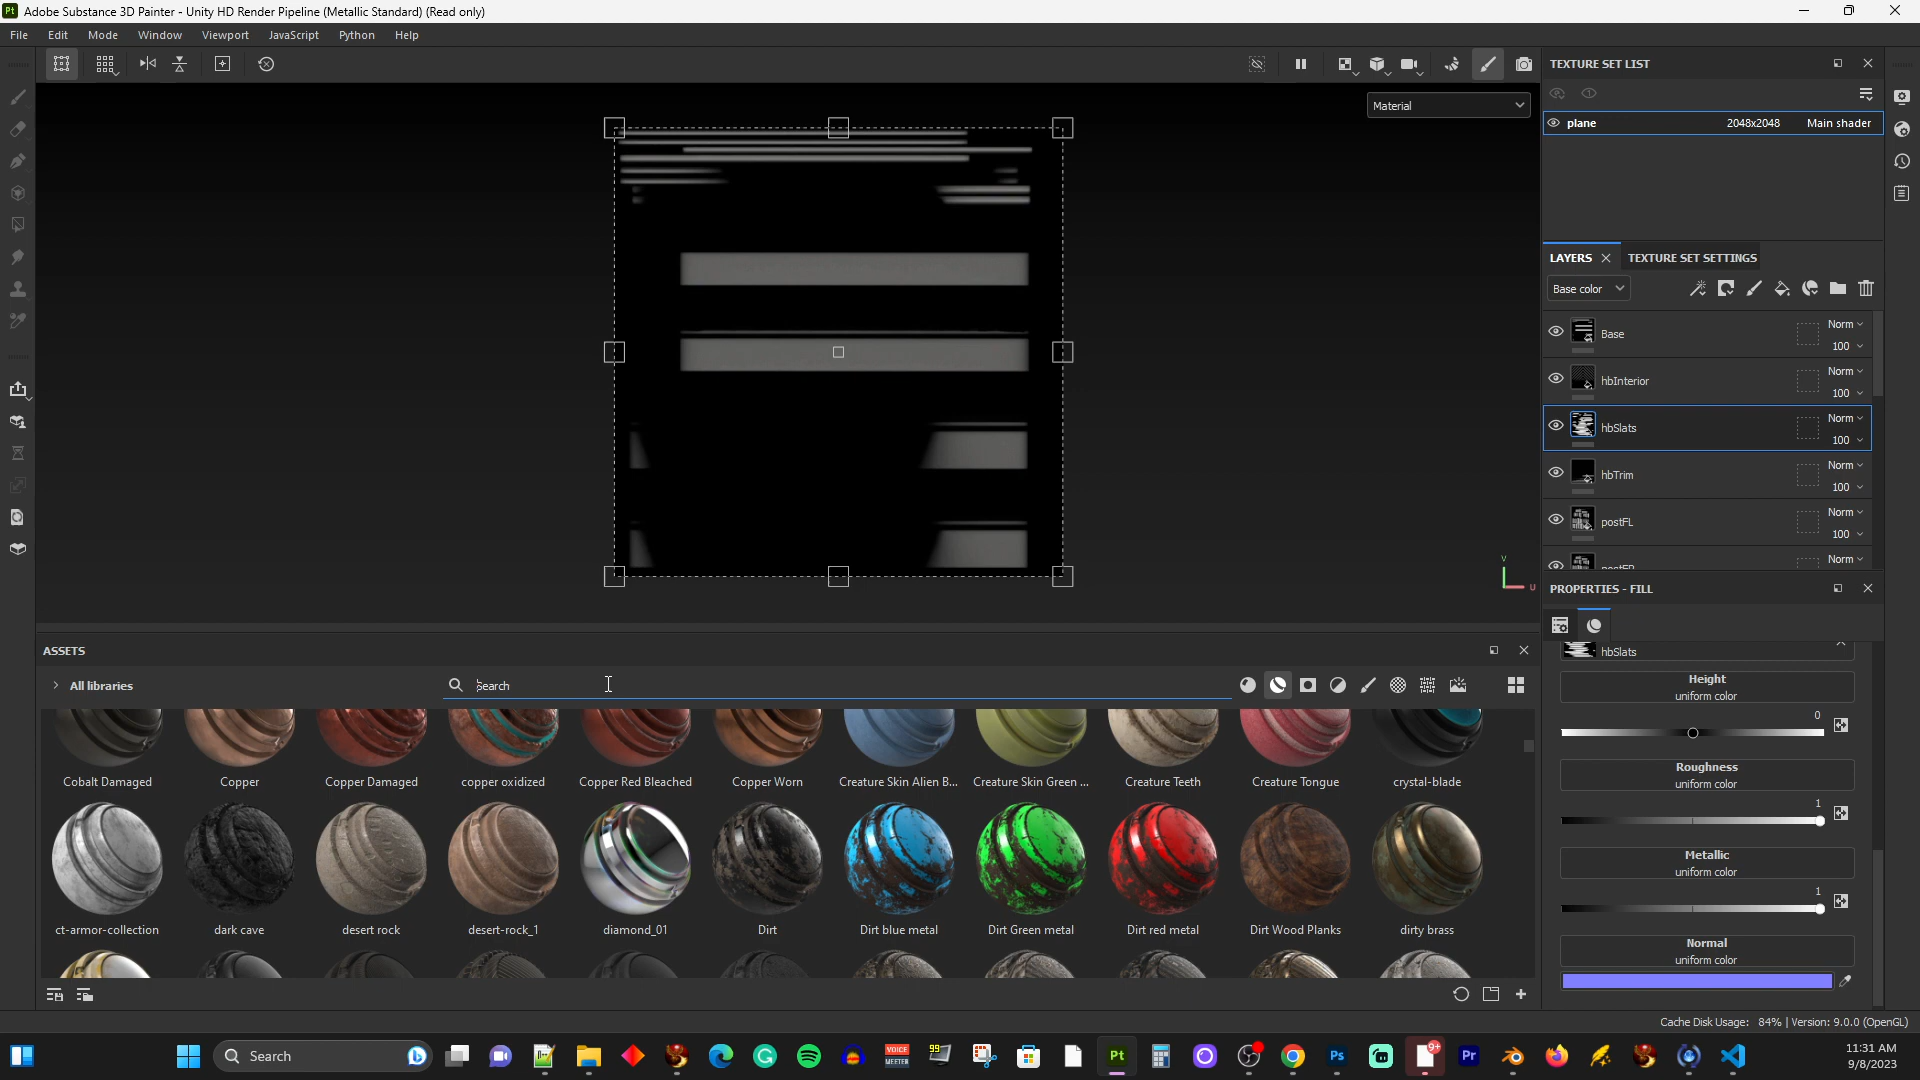 Adobe Substance 3D Painter - Unity HD Render Pipeline (Metallic Standard) (Read only)
File Edit Mode Window Viewport JavaScript Python Help
Material
TEXTURE SET LIST
plane 2048x2048 Main shader
LAYERS TEXTURE SET SETTINGS
Base color
Base Norm 100
hbInterior Norm 100
hbSlats Norm 100
hbTrim Norm 100
postFL Norm 100
Norm
PROPERTIES - FILL
hbSlats
Height
uniform color
0
Roughness
uniform color
1
Metallic
uniform color
1
Normal
uniform color
V
U
ASSETS
All libraries
Search
Cobalt Damaged Copper Copper Damaged copper oxidized Copper Red Bleached Copper Worn Creature Skin Alien B... Creature Skin Green ... Creature Teeth Creature Tongue crystal-blade
ct-armor-collection dark cave desert rock desert-rock_1 diamond_01 Dirt Dirt blue metal Dirt Green metal Dirt red metal Dirt Wood Planks dirty brass
Cache Disk Usage: 84% | Version: 9.0.0 (OpenGL)
Search
VOICE MEETER
99
Pt
Ps
9+
Pr
11:31 AM
9/8/2023